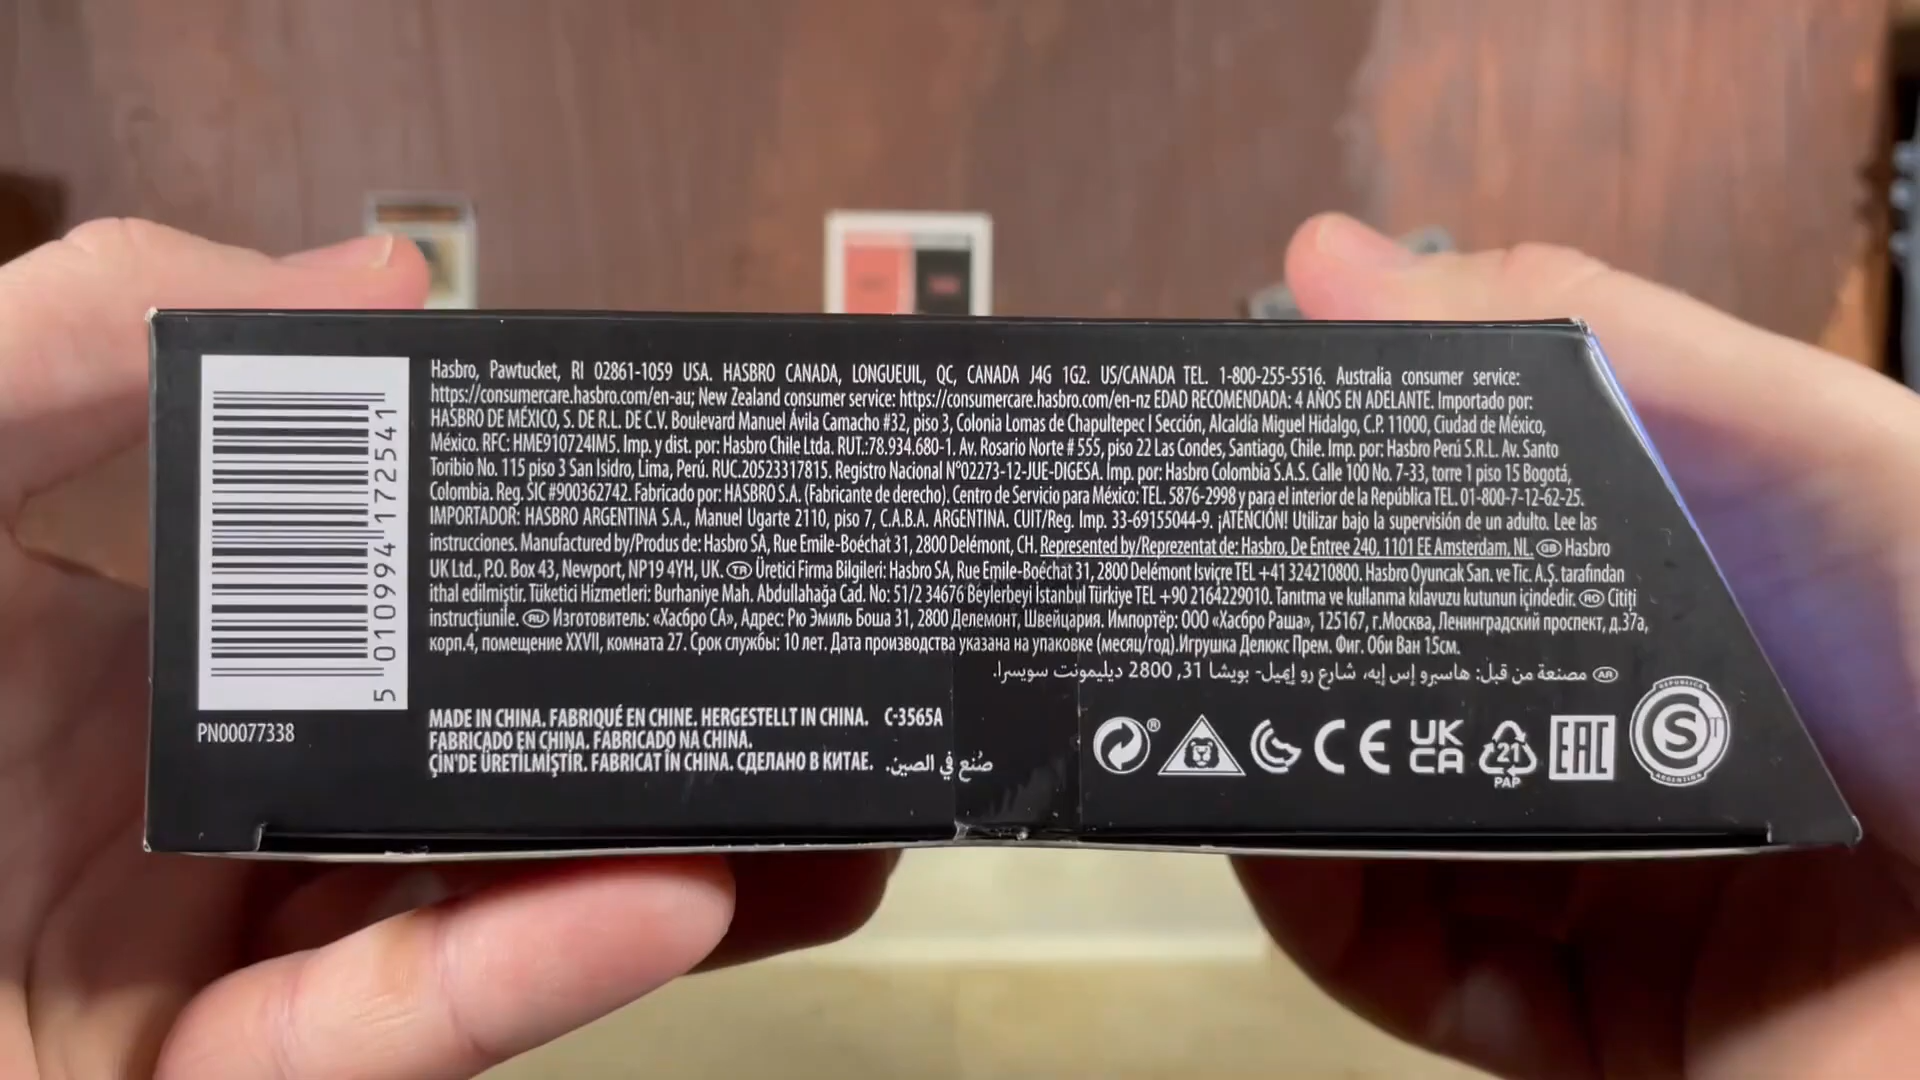 Hasbro, Pawtucket, RI 02861-1059 USA. HASBRO CANADA, LONGUEUIL, QC, CANADA J4G 1G2. US/CANADA TEL. 1-800-255-5516. Australia consumer service:
https://consumercare.hasbro.com/en-au; New Zealand consumer service: https://consumercare.hasbro.com/en-nz EDAD RECOMENDADA: 4 AÑOS EN ADELANTE. Importado por:
HASBRO DE MÉXICO, S. DE R.L. DE C.V. Boulevard Manuel Ávila Camacho #32, piso 3, Colonia Lomas de Chapultepec I Sección, Alcaldía Miguel Hidalgo, C.P. 11000, Ciudad de México,
México. RFC: HME910724IM5. Imp. y dist. por: Hasbro Chile Ltda. RUT.:78.934.680-1. Av. Rosario Norte # 555, piso 22 Las Condes, Santiago, Chile. Imp. por: Hasbro Perú S.R.L. Av. Santo
Toribio No. 115 piso 3 San Isidro, Lima, Perú. RUC.20523317815. Registro Nacional N°02273-12-JUE-DIGESA. Imp. por: Hasbro Colombia S.A.S. Calle 100 No. 7-33, torre 1 piso 15 Bogotá,
Colombia. Reg. SIC #900362742. Fabricado por: HASBRO S.A. (Fabricante de derecho). Centro de Servicio para México: TEL. 5876-2998 y para el interior de la República TEL. 01-800-7-12-62-25.
IMPORTADOR: HASBRO ARGENTINA S.A., Manuel Ugarte 2110, piso 7, C.A.B.A. ARGENTINA. CUIT/Reg. Imp. 33-69155044-9. ¡ATENCIÓN! Utilizar bajo la supervisión de un adulto. Lee las
instrucciones. Manufactured by/Produs de: Hasbro SA, Rue Emile-Boéchat 31, 2800 Delémont, CH. Represented by/Reprezentat de: Hasbro, De Entree 240, 1101 EE Amsterdam, NL. GB Hasbro
UK Ltd., P.O. Box 43, Newport, NP19 4YH, UK. TR Üretici Firma Bilgileri: Hasbro SA, Rue Emile-Boéchat 31, 2800 Delémont İsviçre TEL +41 324210800. Hasbro Oyuncak San. ve Tic. A.Ş. tarafından
ithal edilmiştir. Tüketici Hizmetleri: Burhaniye Mah. Abdullahağa Cad. No: 51/2 34676 Beylerbeyi İstanbul Türkiye TEL +90 2164229010. Tanıtma ve kullanma kılavuzu kutunun içindedir. RO Citiți
instrucțiunile. RU Изготовитель: «Хасбро СА», Адрес: Рю Эмиль Боша 31, 2800 Делемонт, Швейцария. Импортёр: ООО «Хасбро Раша», 125167, г.Москва, Ленинградский проспект, д.37а,
корп.4, помещение XXVII, комната 27. Срок службы: 10 лет. Дата производства указана на упаковке (месяц/год).Игрушка Делюкс Прем. Фиг. Оби Ван 15см.
AR مصنعة من قبل: هاسبرو إس إيه، شارع رو إيميل- بويشا 31, 2800 ديليمونت سويسرا.
5 010994 172541
PN00077338
MADE IN CHINA. FABRIQUÉ EN CHINE. HERGESTELLT IN CHINA. C-3565A
FABRICADO EN CHINA. FABRICADO NA CHINA.
ÇİN'DE ÜRETİLMİŞTİR. FABRICAT ÎN CHINA. СДЕЛАНО В КИТАЕ. صُنع في الصين.
®
CE
UK
CA
21
PAP
EAC
REPUBLICA
S
ARGENTINA